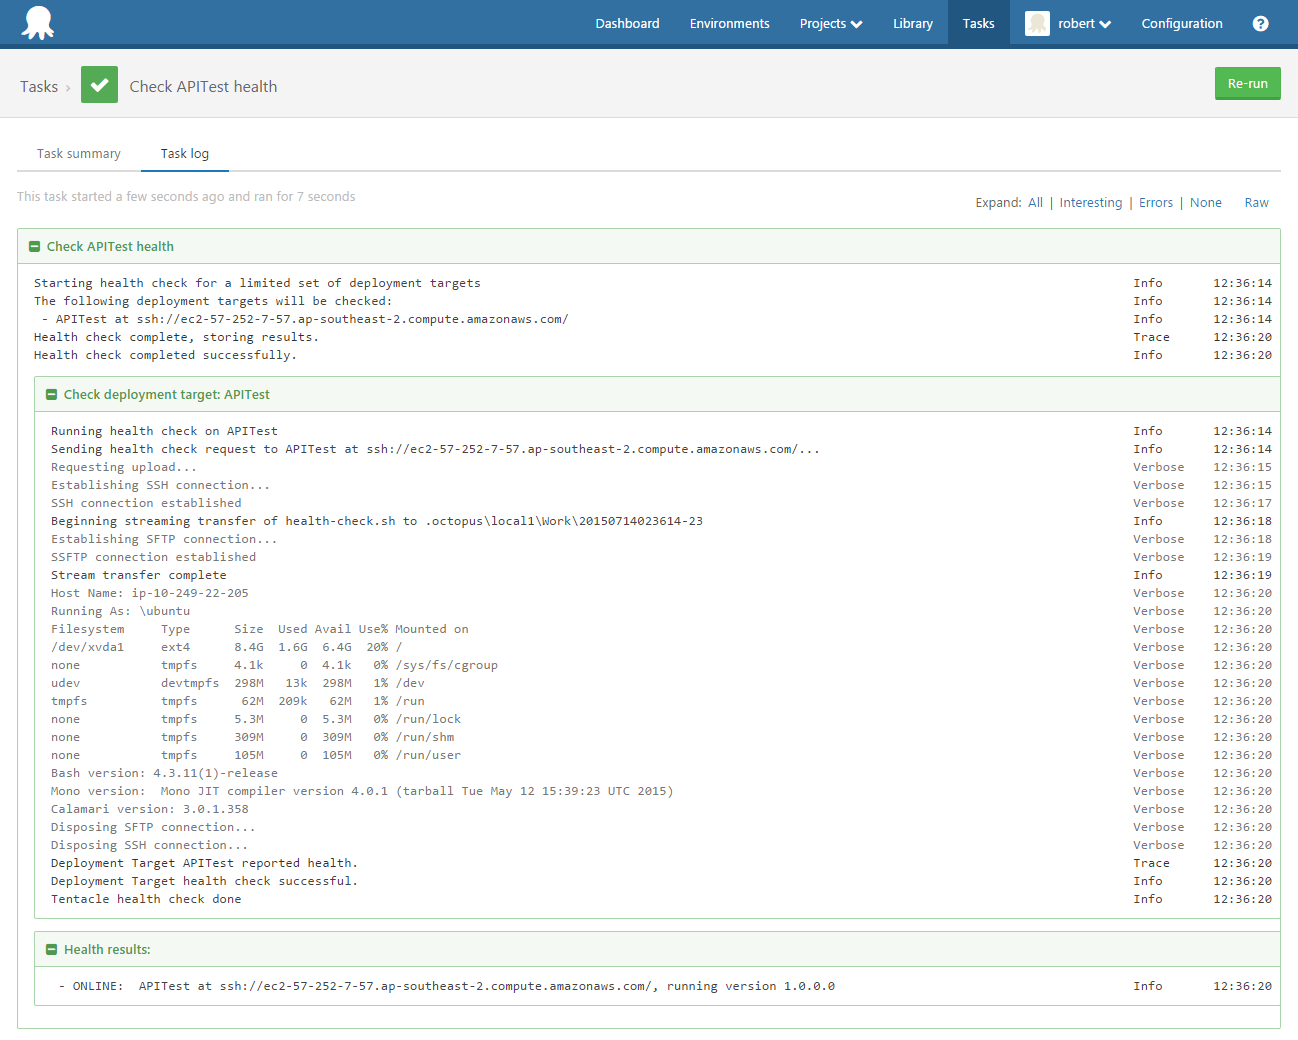 Dashboard Environments Projects Library Tasks robert Configuration ?
Tasks › Check APITest health Re-run
Task summary Task log
This task started a few seconds ago and ran for 7 seconds
Expand: All | Interesting | Errors | None Raw
Check APITest health
Starting health check for a limited set of deployment targets Info 12:36:14
The following deployment targets will be checked: Info 12:36:14
- APITest at ssh://ec2-57-252-7-57.ap-southeast-2.compute.amazonaws.com/ Info 12:36:14
Health check complete, storing results. Trace 12:36:20
Health check completed successfully. Info 12:36:20
Check deployment target: APITest
Running health check on APITest Info 12:36:14
Sending health check request to APITest at ssh://ec2-57-252-7-57.ap-southeast-2.compute.amazonaws.com/... Info 12:36:14
Requesting upload... Verbose 12:36:15
Establishing SSH connection... Verbose 12:36:15
SSH connection established Verbose 12:36:17
Beginning streaming transfer of health-check.sh to .octopus\local1\Work\20150714023614-23 Info 12:36:18
Establishing SFTP connection... Verbose 12:36:18
SSFTP connection established Verbose 12:36:19
Stream transfer complete Info 12:36:19
Host Name: ip-10-249-22-205 Verbose 12:36:20
Running As: \ubuntu Verbose 12:36:20
Filesystem Type Size Used Avail Use% Mounted on Verbose 12:36:20
/dev/xvda1 ext4 8.4G 1.6G 6.4G 20% / Verbose 12:36:20
none tmpfs 4.1k 0 4.1k 0% /sys/fs/cgroup Verbose 12:36:20
udev devtmpfs 298M 13k 298M 1% /dev Verbose 12:36:20
tmpfs tmpfs 62M 209k 62M 1% /run Verbose 12:36:20
none tmpfs 5.3M 0 5.3M 0% /run/lock Verbose 12:36:20
none tmpfs 309M 0 309M 0% /run/shm Verbose 12:36:20
none tmpfs 105M 0 105M 0% /run/user Verbose 12:36:20
Bash version: 4.3.11(1)-release Verbose 12:36:20
Mono version: Mono JIT compiler version 4.0.1 (tarball Tue May 12 15:39:23 UTC 2015) Verbose 12:36:20
Calamari version: 3.0.1.358 Verbose 12:36:20
Disposing SFTP connection... Verbose 12:36:20
Disposing SSH connection... Verbose 12:36:20
Deployment Target APITest reported health. Trace 12:36:20
Deployment Target health check successful. Info 12:36:20
Tentacle health check done Info 12:36:20
Health results:
- ONLINE: APITest at ssh://ec2-57-252-7-57.ap-southeast-2.compute.amazonaws.com/, running version 1.0.0.0 Info 12:36:20